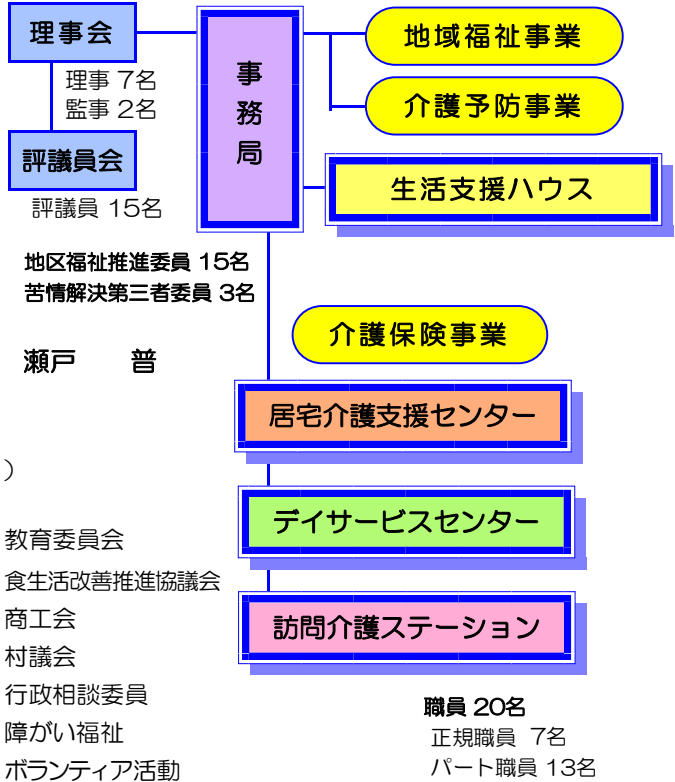 理事会
理事 7名
監事 2名
評議員会
評議員 15名
事務局
地域福祉事業
介護予防事業
生活支援ハウス
地区福祉推進委員 15名
苦情解決第三者委員 3名
瀬戸　普
介護保険事業
居宅介護支援センター
デイサービスセンター
訪問介護ステーション
）
教育委員会
食生活改善推進協議会
商工会
村議会
行政相談委員
障がい福祉
ボランティア活動
職員 20名
正規職員 7名
パート職員 13名